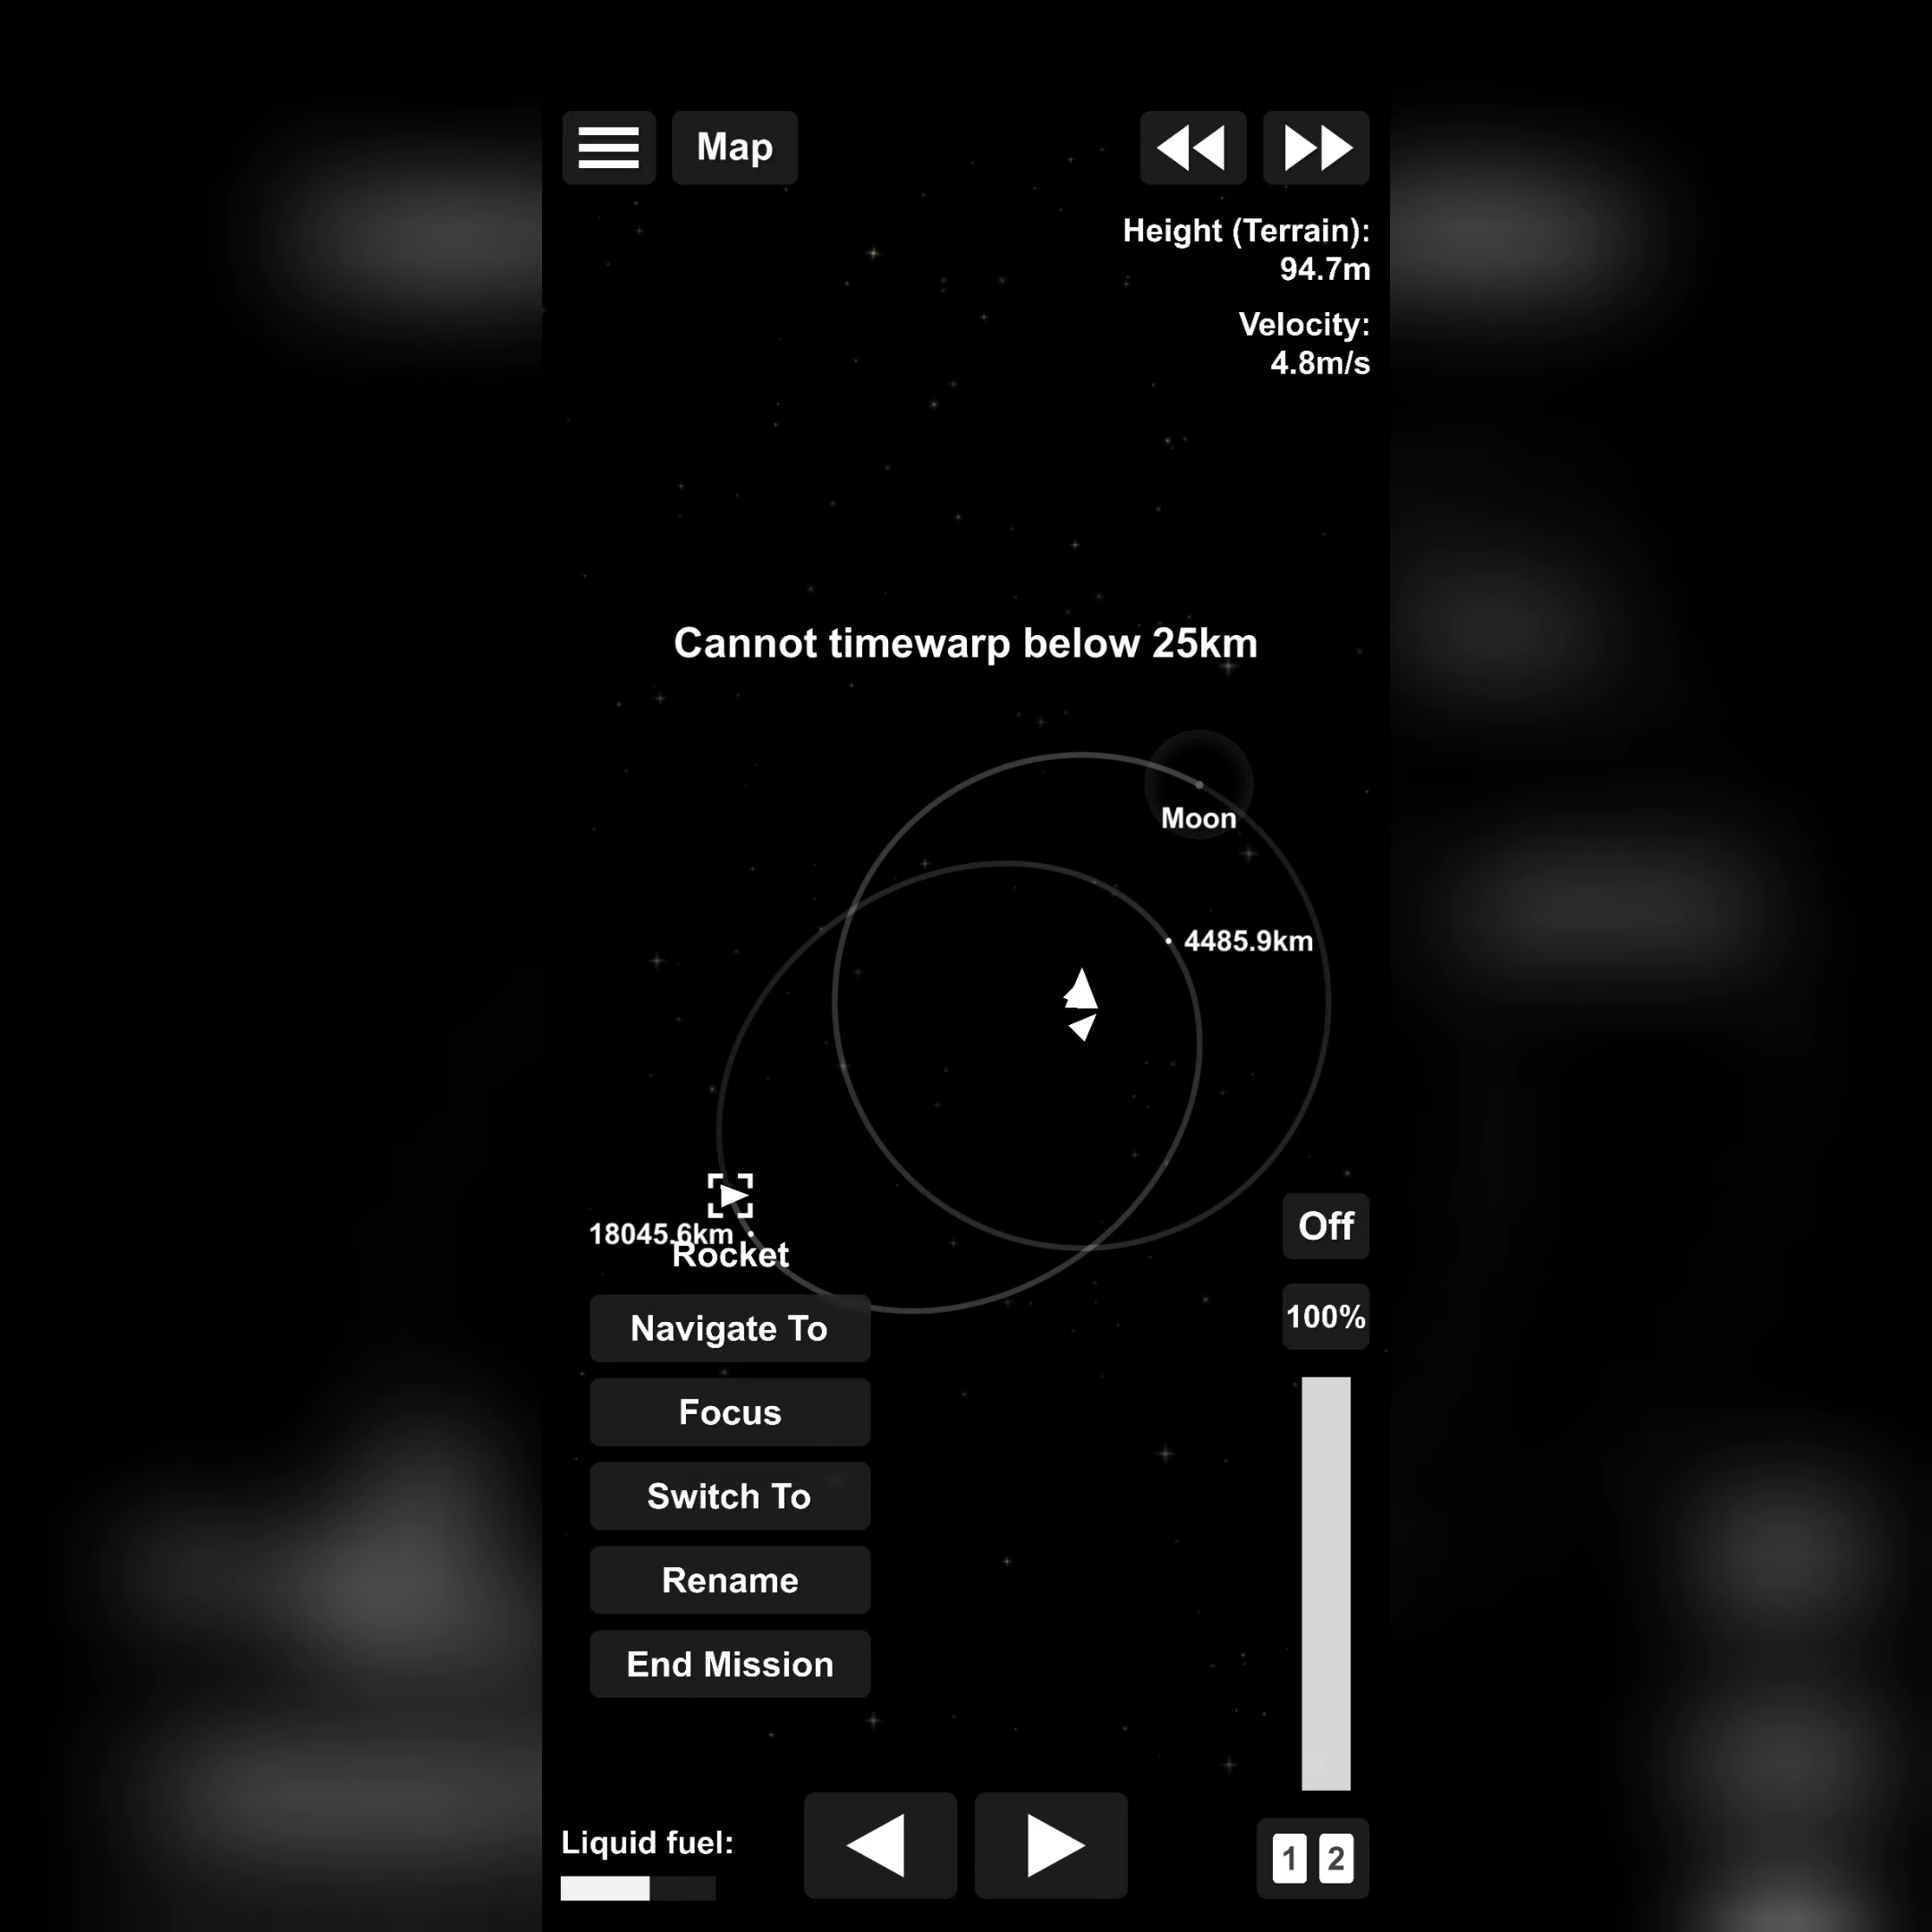 Map
Height (Terrain):
94.7m
Velocity:
4.8m/s
Cannot timewarp below 25km
Moon
4485.9km
18045.6km
Rocket
Off
100%
Navigate To
Focus
Switch To
Rename
End Mission
Liquid fuel:
1 2